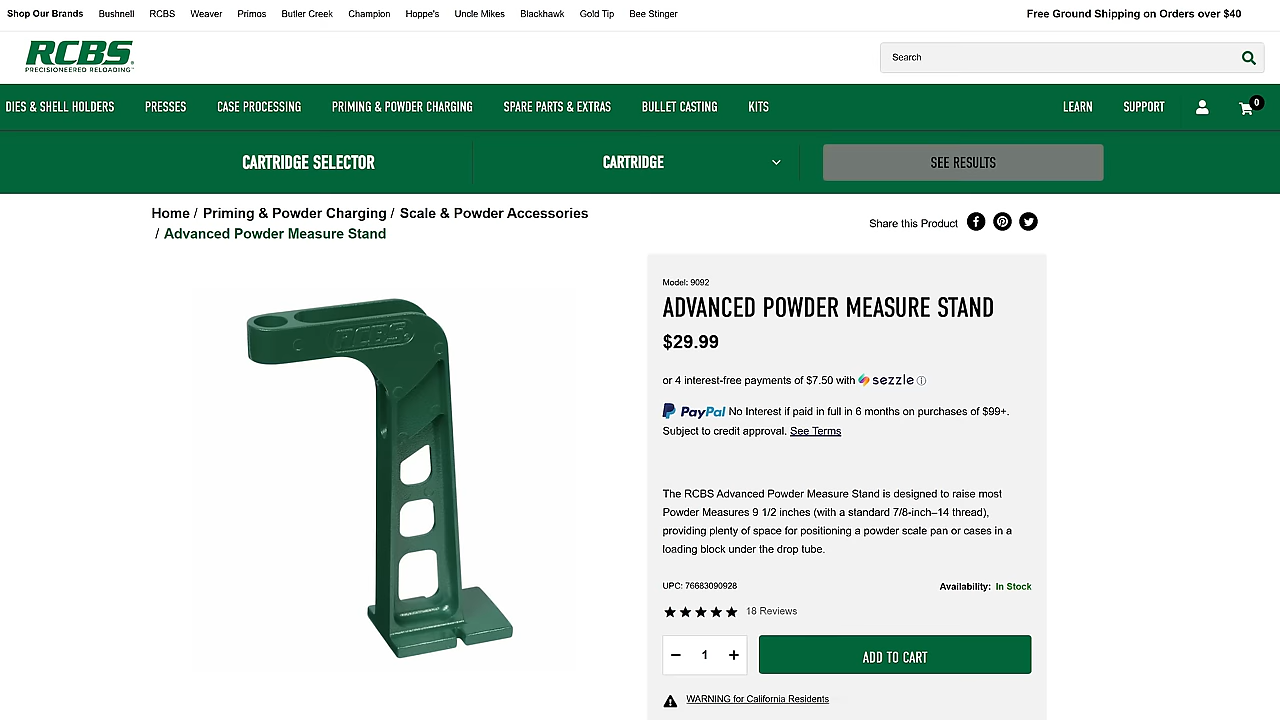 Shop Our Brands Bushnell RCBS Weaver Primos Butler Creek Champion Hoppe's Uncle Mikes Blackhawk Gold Tip Bee Stinger Free Ground Shipping on Orders over $40
RCBS
PRECISIONEERED RELOADING
Search
DIES & SHELL HOLDERS PRESSES CASE PROCESSING PRIMING & POWDER CHARGING SPARE PARTS & EXTRAS BULLET CASTING KITS LEARN SUPPORT 0
CARTRIDGE SELECTOR CARTRIDGE SEE RESULTS
Home / Priming & Powder Charging / Scale & Powder Accessories
/ Advanced Powder Measure Stand
Share this Product
RCBS
Model: 9092
ADVANCED POWDER MEASURE STAND
$29.99
or 4 interest-free payments of $7.50 with sezzle ⓘ
PayPal No Interest if paid in full in 6 months on purchases of $99+.
Subject to credit approval. See Terms
The RCBS Advanced Powder Measure Stand is designed to raise most
Powder Measures 9 1/2 inches (with a standard 7/8-inch–14 thread),
providing plenty of space for positioning a powder scale pan or cases in a
loading block under the drop tube.
UPC: 76683090928 Availability: In Stock
18 Reviews
− 1 + ADD TO CART
WARNING for California Residents